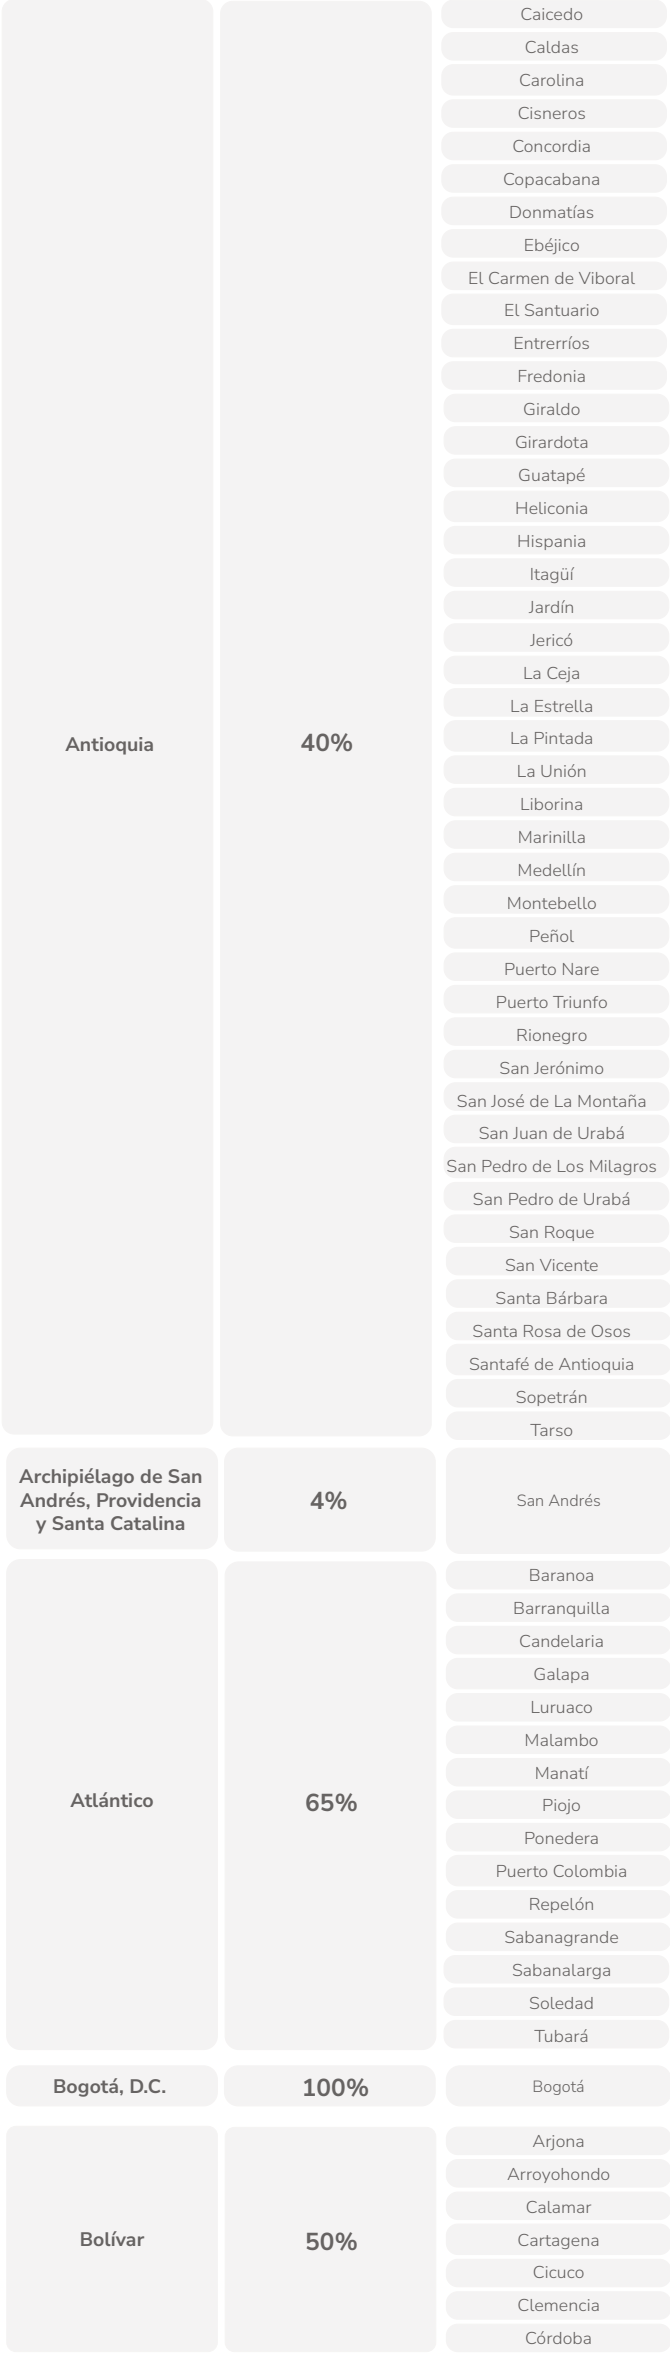 Caicedo
Caldas
Carolina
Cisneros
Concordia
Copacabana
Donmatías
Ebéjico
El Carmen de Viboral
El Santuario
Entrerríos
Fredonia
Giraldo
Girardota
Guatapé
Heliconia
Hispania
Itagüí
Jardín
Jericó
La Ceja
La Estrella
Antioquia
40%
La Pintada
La Unión
Liborina
Marinilla
Medellín
Montebello
Peñol
Puerto Nare
Puerto Triunfo
Rionegro
San Jerónimo
San José de La Montaña
San Juan de Urabá
San Pedro de Los Milagros
San Pedro de Urabá
San Roque
San Vicente
Santa Bárbara
Santa Rosa de Osos
Santafé de Antioquia
Sopetrán
Tarso
Archipiélago de San
Andrés, Providencia
y Santa Catalina
4%
San Andrés
Baranoa
Barranquilla
Candelaria
Galapa
Luruaco
Malambo
Manatí
Atlántico
65%
Piojo
Ponedera
Puerto Colombia
Repelón
Sabanagrande
Sabanalarga
Soledad
Tubará
Bogotá, D.C.
100%
Bogotá
Arjona
Arroyohondo
Calamar
Bolívar
50%
Cartagena
Cicuco
Clemencia
Córdoba